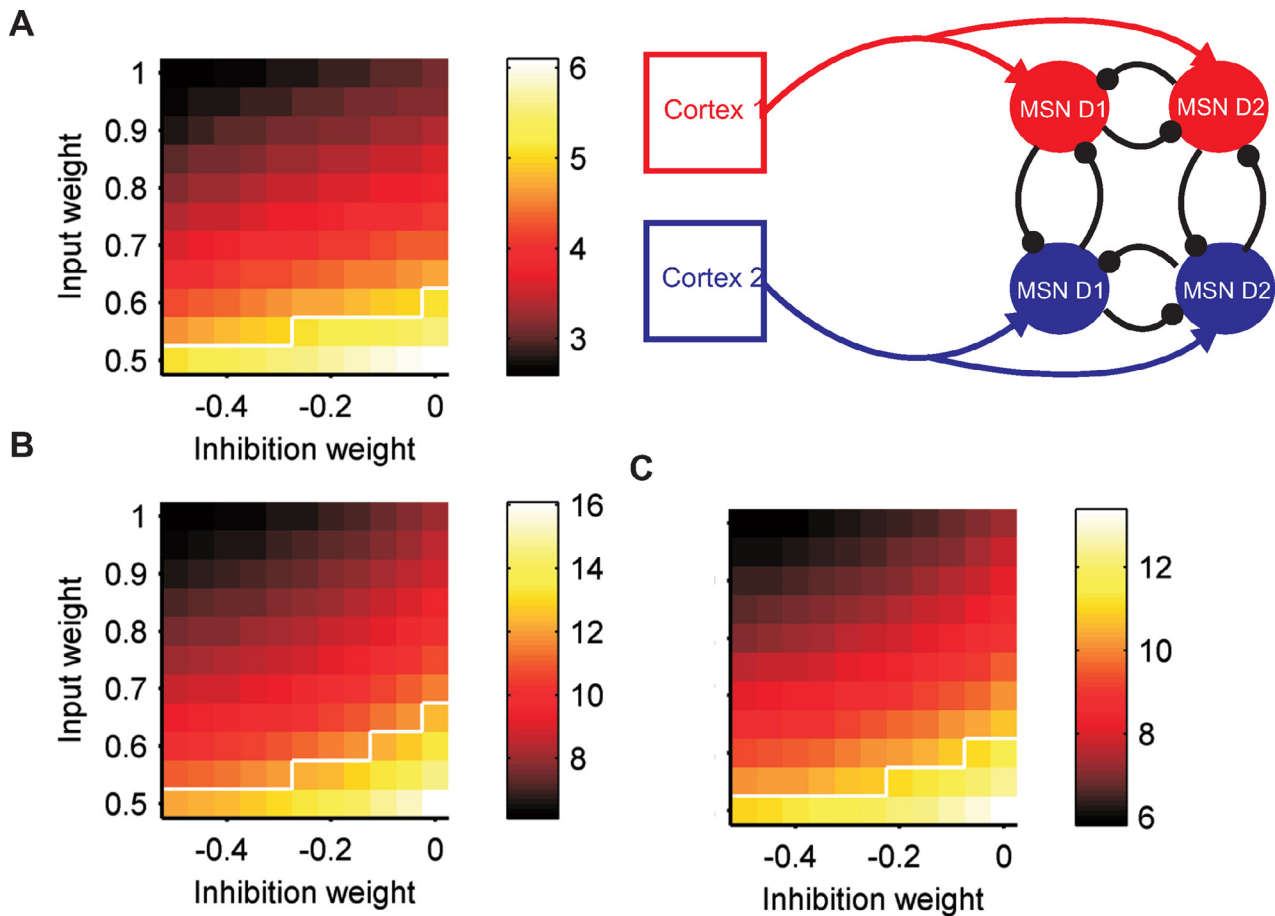 A
1
0.9
0.8
0.7
0.6
0.5
Input weight
-0.4
-0.2
0
Inhibition weight
6
5
4
3
Cortex 1
Cortex 2
MSN D1
MSN D2
MSN D1
MSN D2
B
1
0.9
0.8
0.7
0.6
0.5
Input weight
-0.4
-0.2
0
Inhibition weight
16
14
12
10
8
C
-0.4
-0.2
0
Inhibition weight
12
10
8
6